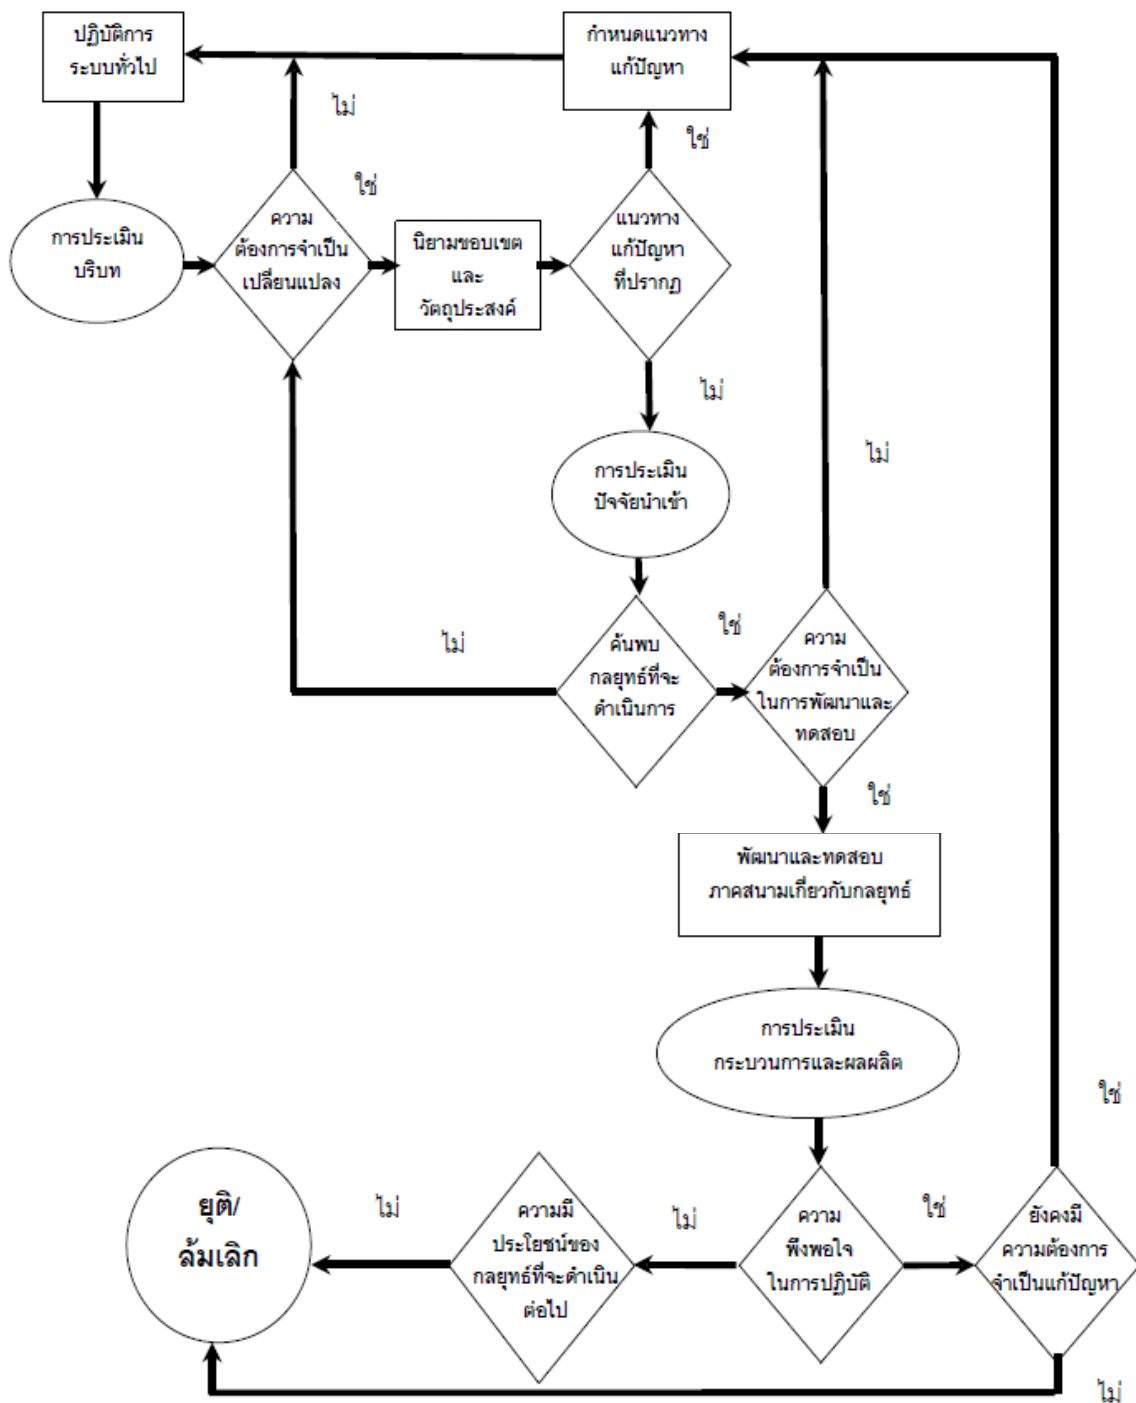 ปฏิบัติการ
ระบบทั่วไป
กำหนดแนวทาง
แก้ปัญหา
ไม่
ใช่
ใช่
การประเมิน
บริบท
ความ
ต้องการจำเป็น
เปลี่ยนแปลง
นิยามขอบเขต
และ
วัตถุประสงค์
แนวทาง
แก้ปัญหา
ที่ปรากฏ
ไม่
ไม่
การประเมิน
ปัจจัยนำเข้า
ไม่
ค้นพบ
กลยุทธ์ที่จะ
ดำเนินการ
ใช่
ความ
ต้องการจำเป็น
ในการพัฒนาและ
ทดสอบ
ใช่
พัฒนาและทดสอบ
ภาคสนามเกี่ยวกับกลยุทธ์
การประเมิน
กระบวนการและผลผลิต
ใช่
ยุติ/
ล้มเลิก
ไม่
ความมี
ประโยชน์ของ
กลยุทธ์ที่จะดำเนิน
ต่อไป
ไม่
ความ
พึงพอใจ
ในการปฏิบัติ
ใช่
ยังคงมี
ความต้องการ
จำเป็นแก้ปัญหา
ไม่